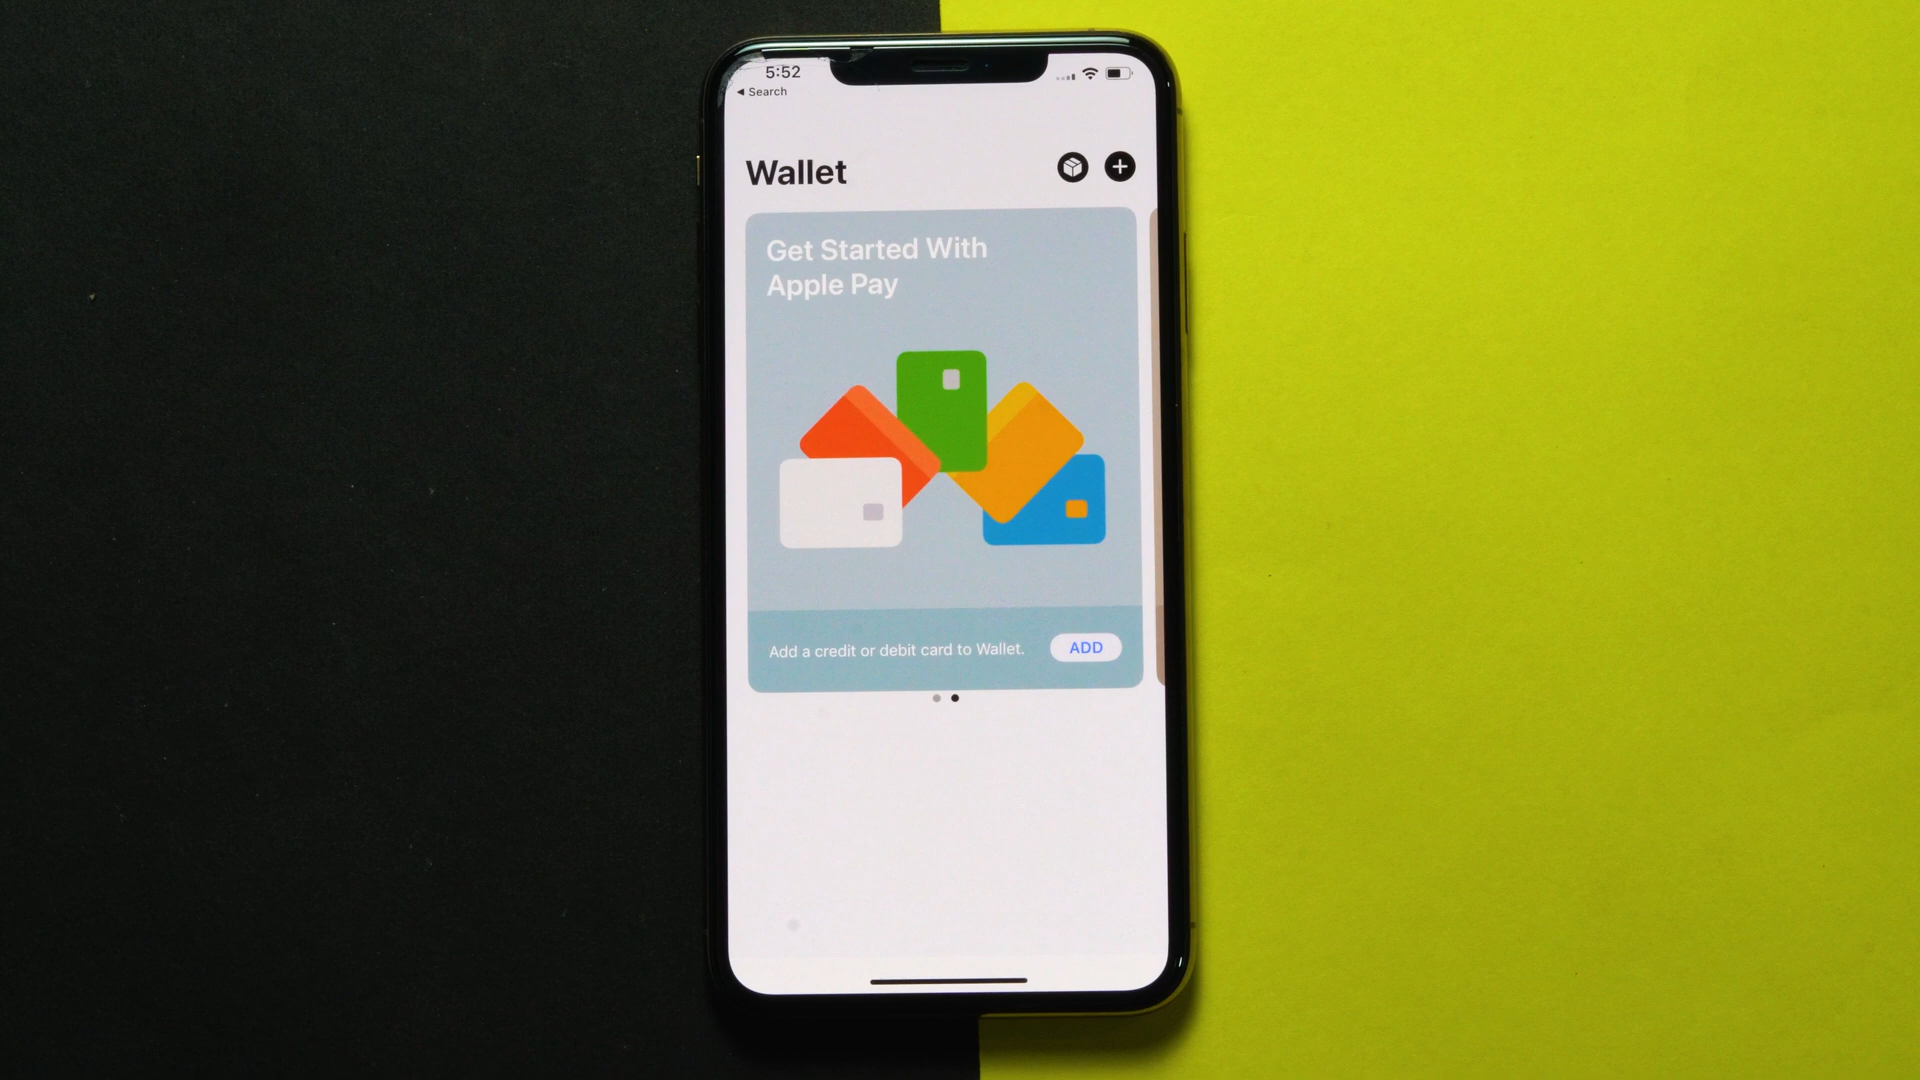 5:52
◀ Search
Wallet
Get Started With
Apple Pay
Add a credit or debit card to Wallet.
ADD